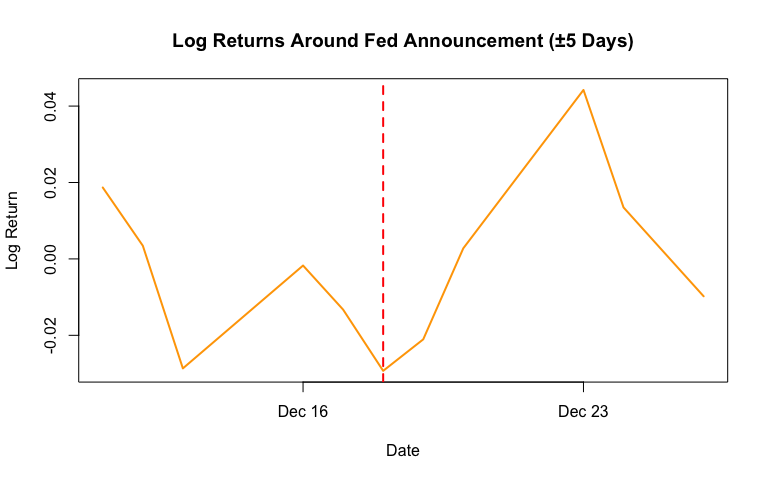 Log Returns Around Fed Announcement (±5 Days)
Log Return
0.04
0.02
0.00
-0.02
Dec 16
Dec 23
Date